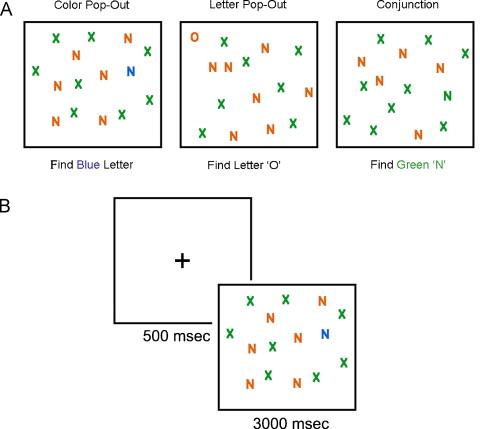 A
Color Pop-Out
X X N
N X
X N N
N X
X
N N X
Find Blue Letter
Letter Pop-Out
O X
N X
N N X
X N N
X
X N N X
Find Letter 'O'
Conjunction
X X
N N X
N
X N X
N
X X
X X N X
Find Green 'N'
B
+
500 msec
X X N
N X
X N N
N X
X
N X N X
3000 msec